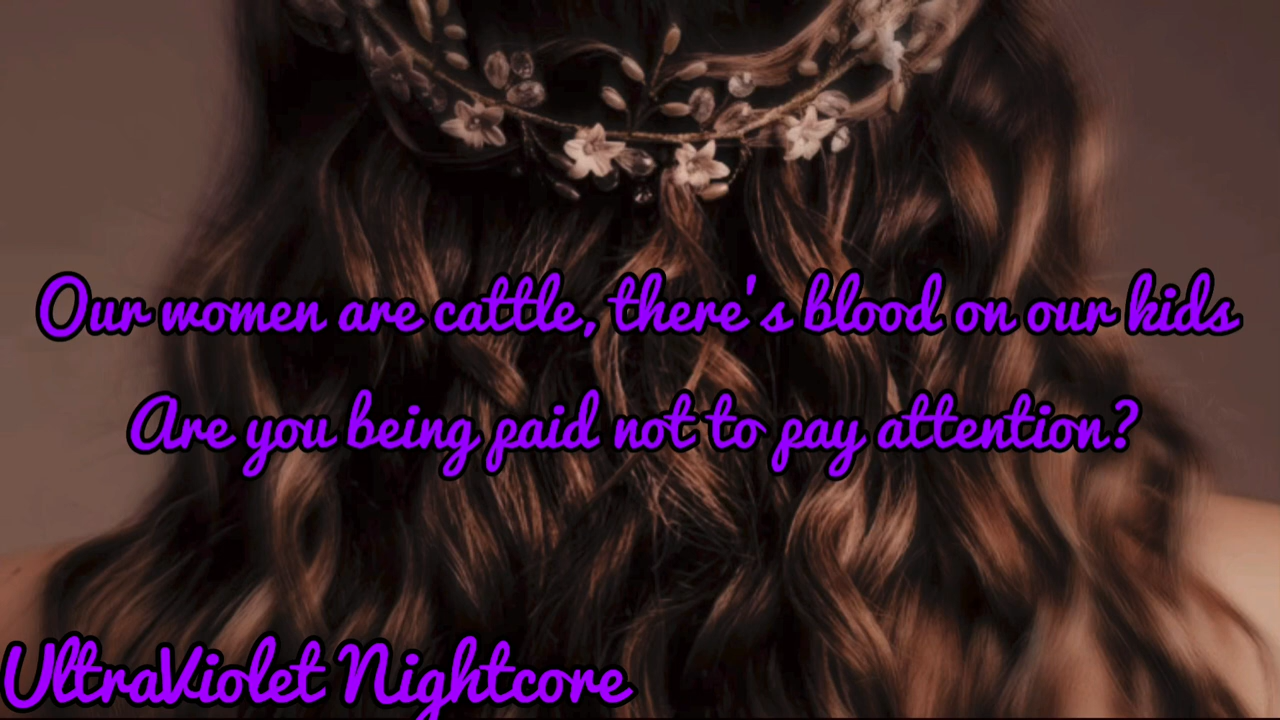 Our women are cattle, there's blood on our kids
Are you being paid not to pay attention?
UltraViolet Nightcore